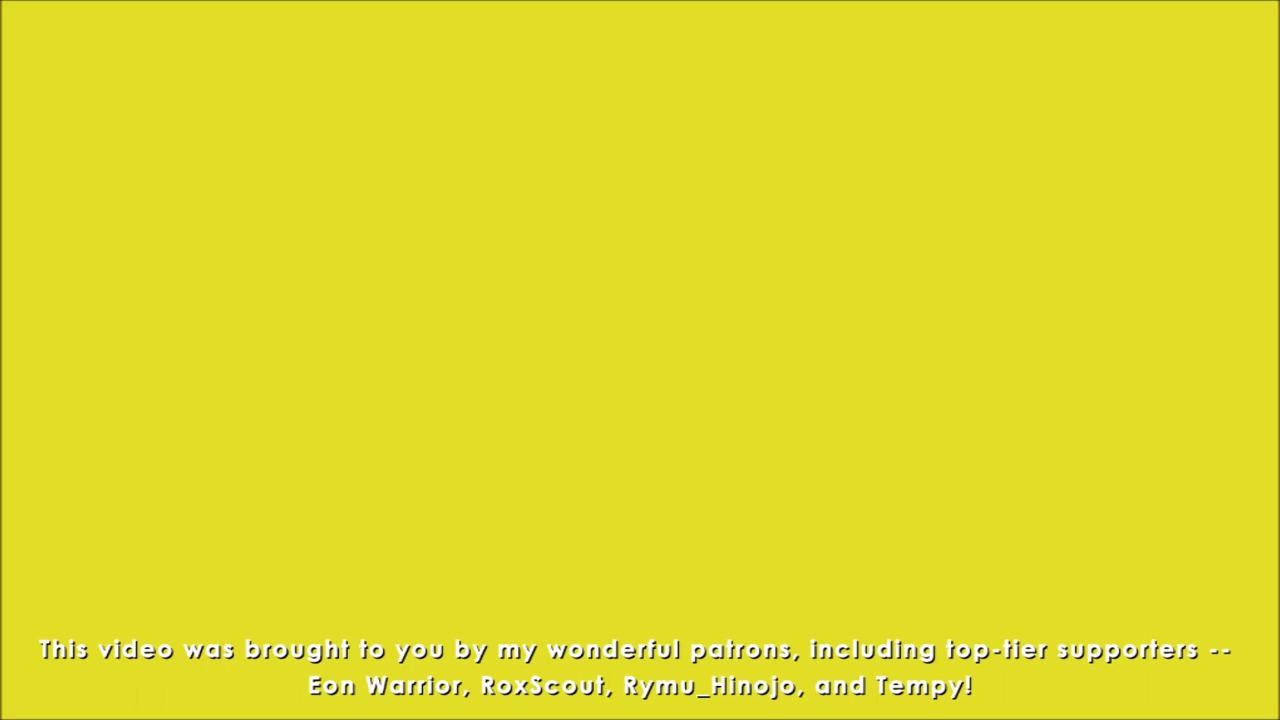 This video was brought to you by my wonderful patrons, including top-tier supporters --
Eon Warrior, RoxScout, Rymu_Hinojo, and Tempy!